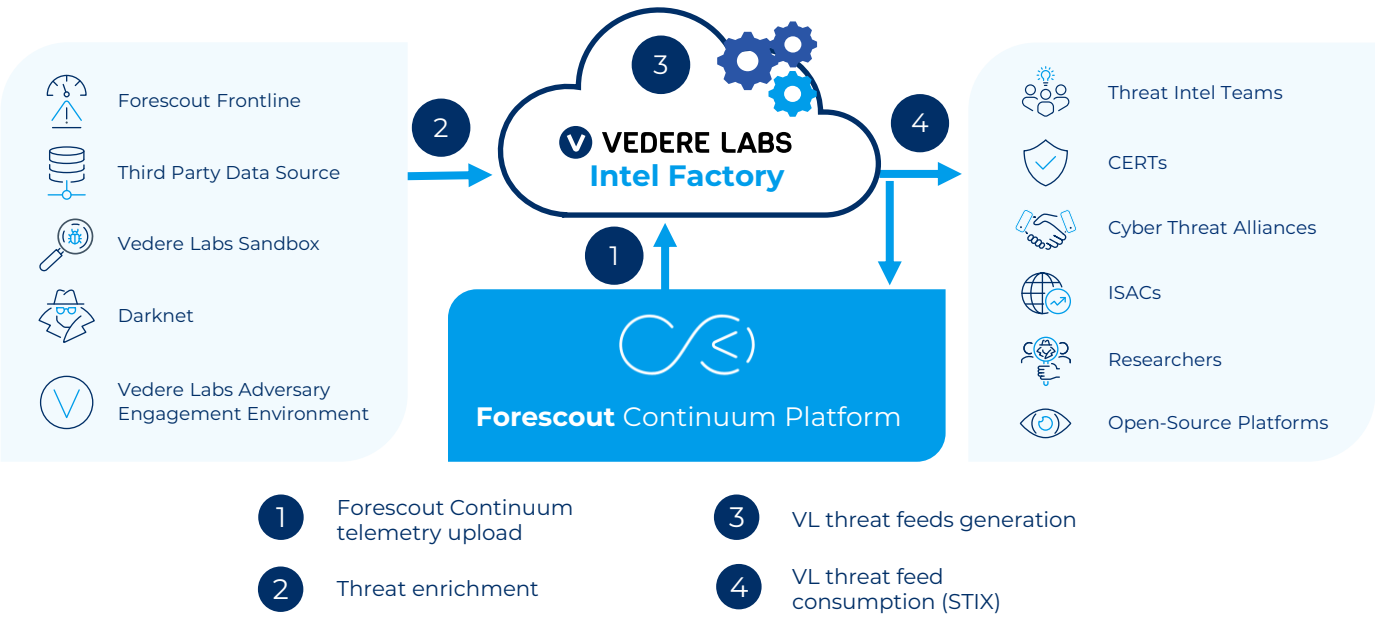 Forescout Frontline
Third Party Data Source
Vedere Labs Sandbox
Darknet
Vedere Labs Adversary
Engagement Environment
2
3
V VEDERE LABS
Intel Factory
4
1
Forescout Continuum Platform
Threat Intel Teams
CERTs
Cyber Threat Alliances
ISACs
Researchers
Open-Source Platforms
1
Forescout Continuum
telemetry upload
2
Threat enrichment
3
VL threat feeds generation
4
VL threat feed
consumption (STIX)